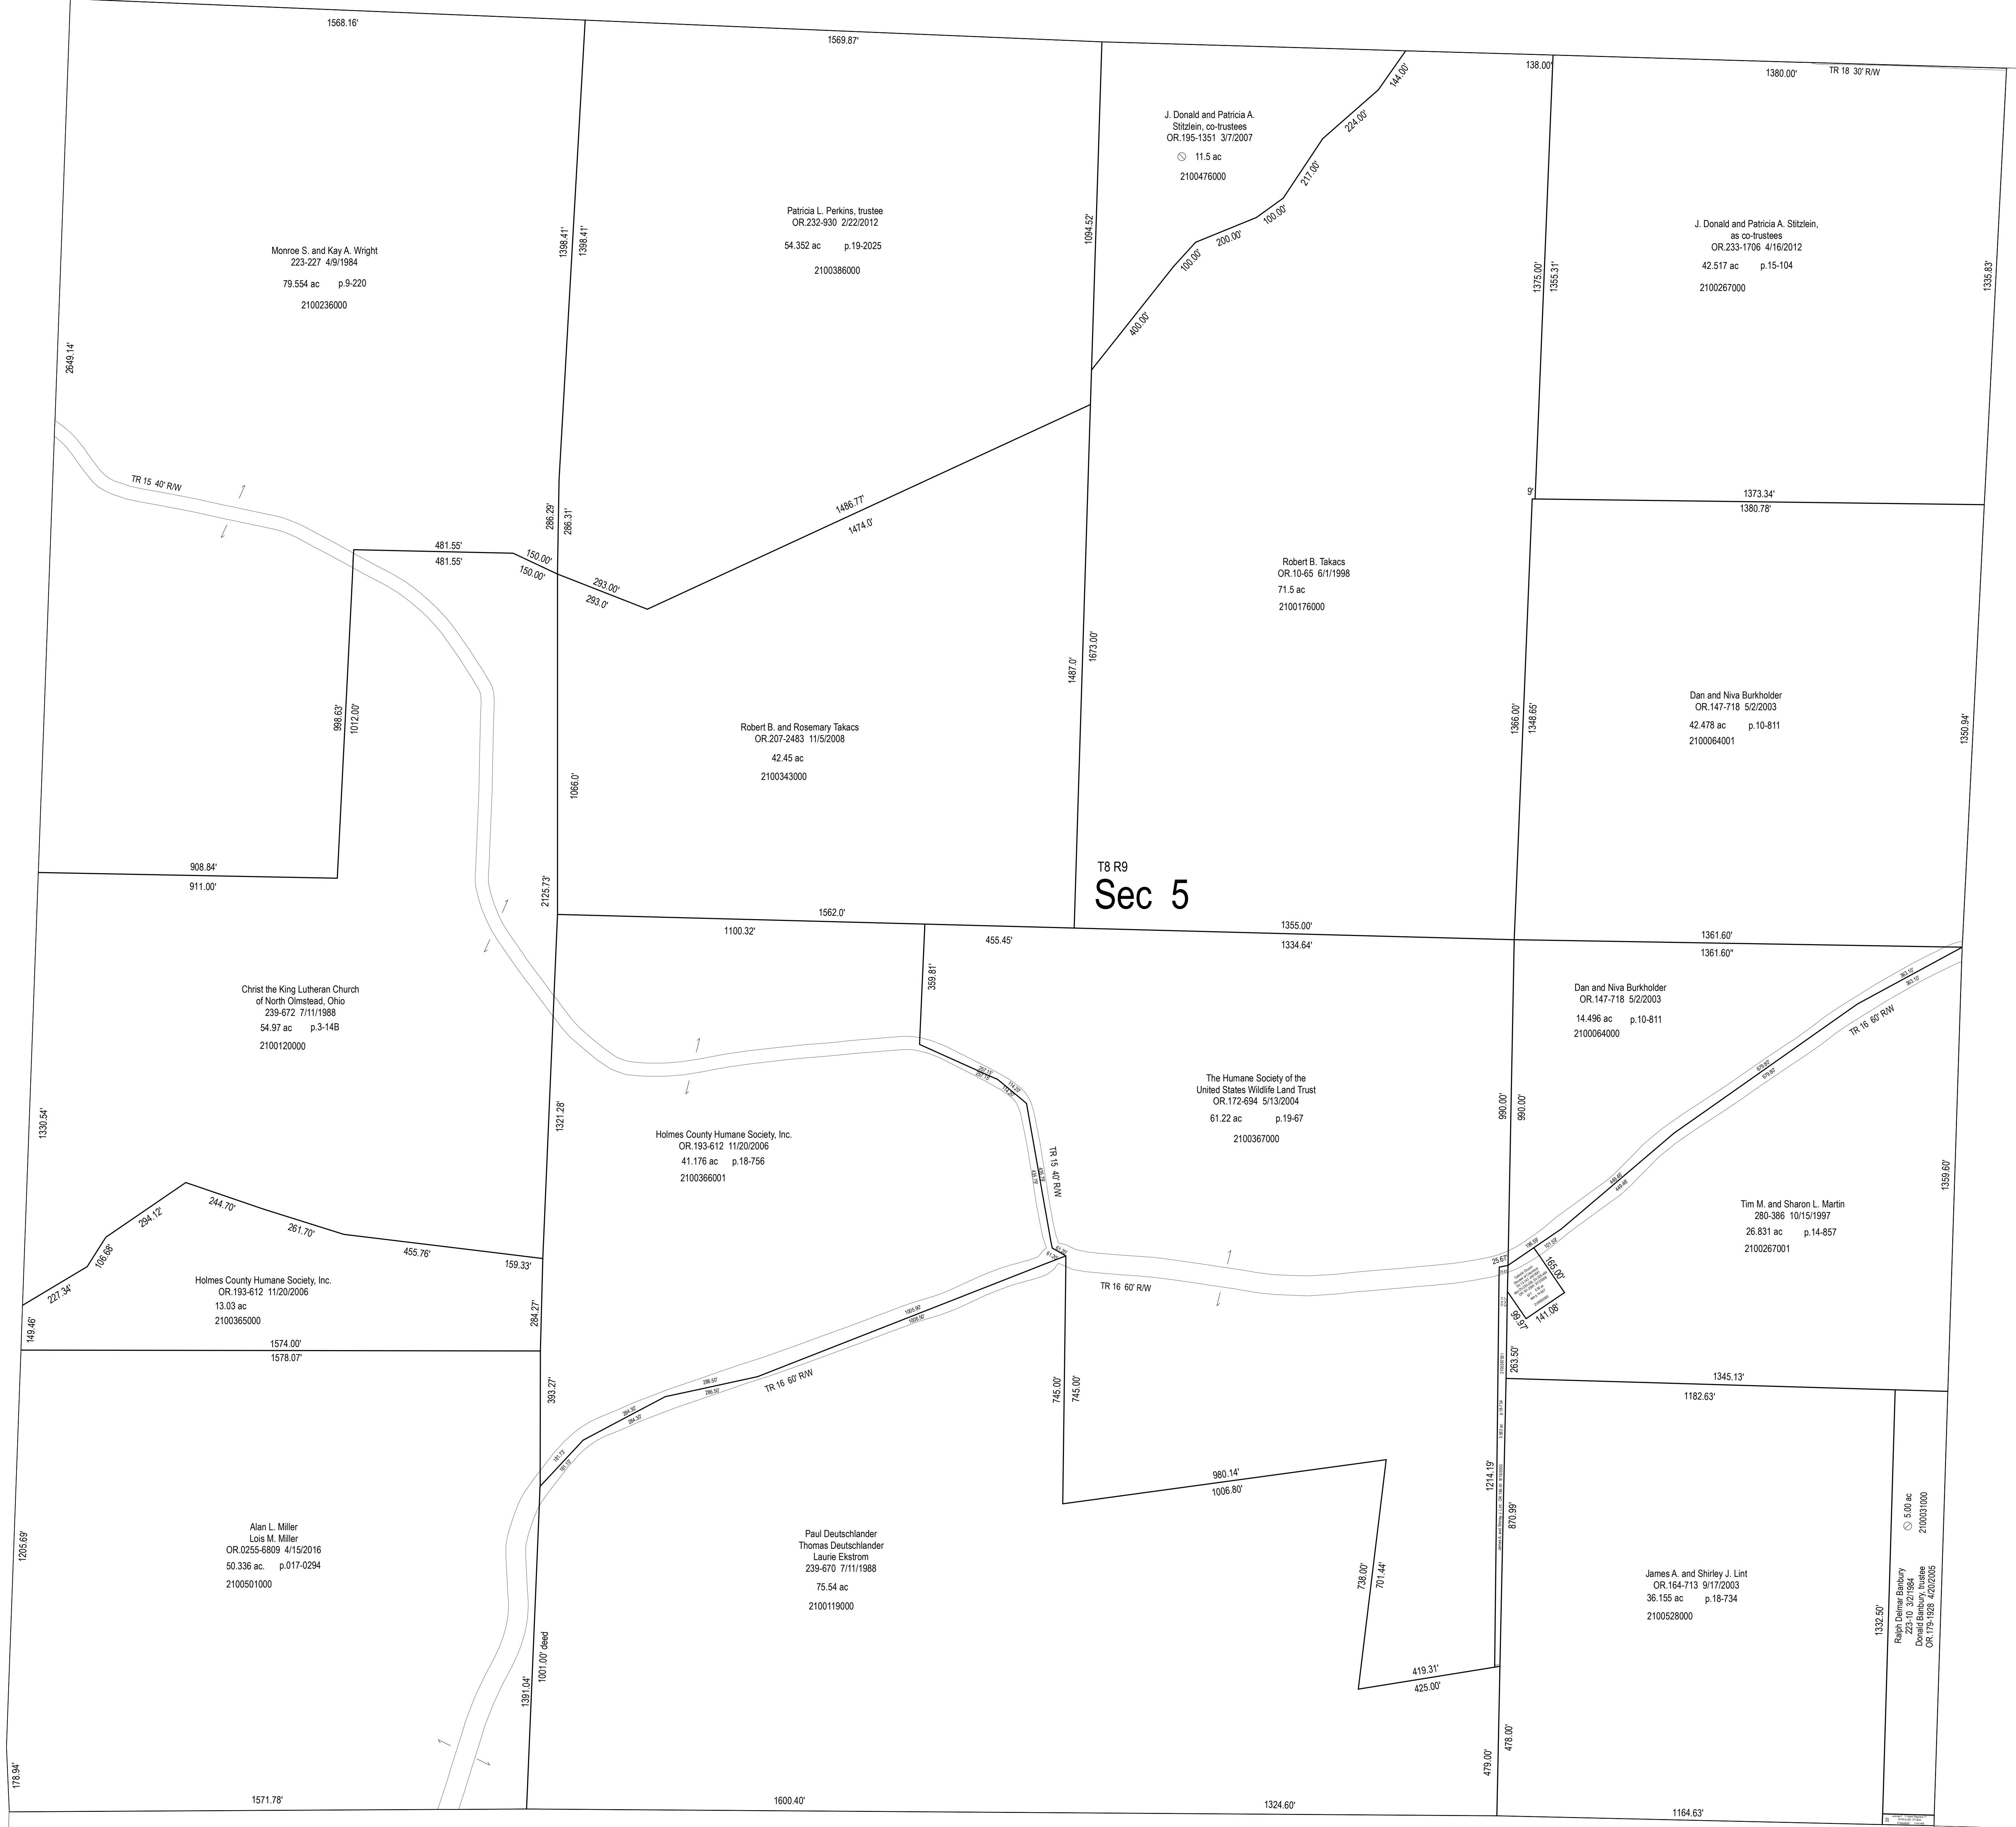 1568.16'
1569.87'
138.00'
1380.00'
TR 18 30' R/W
144.00'
224.00'
217.00'
100.00'
200.00'
100.00'
400.00'
J. Donald and Patricia A.
Stitzlein, co-trustees
OR.195-1351 3/7/2007
11.5 ac
2100476000
Monroe S. and Kay A. Wright
223-227 4/9/1984
79.554 ac p.9-220
2100236000
1398.41'
1398.41'
Patricia L. Perkins, trustee
OR.232-930 2/22/2012
54.352 ac p.19-2025
2100386000
1094.52'
J. Donald and Patricia A. Stitzlein,
as co-trustees
OR.233-1706 4/16/2012
42.517 ac p.15-104
2100267000
1375.00'
1355.31'
1335.83'
2649.14'
TR 15 40' R/W
286.29'
286.31'
481.55'
481.55'
150.00'
150.00'
293.00'
293.0'
1486.77'
1474.0'
9'
1373.34'
1380.78'
Robert B. Takacs
OR.10-65 6/1/1998
71.5 ac
2100176000
998.63'
1012.00'
1066.0'
Robert B. and Rosemary Takacs
OR.207-2483 11/5/2008
42.45 ac
2100343000
1487.0'
1673.00'
1366.00'
1348.65'
Dan and Niva Burkholder
OR.147-718 5/2/2003
42.478 ac p.10-811
2100064001
1350.94'
908.84'
911.00'
2125.73'
T8 R9
Sec 5
1562.0'
1355.00'
1361.60'
1100.32'
455.45'
1334.64'
1361.60"
359.81'
Christ the King Lutheran Church
of North Olmstead, Ohio
239-672 7/11/1988
54.97 ac p.3-14B
2100120000
Dan and Niva Burkholder
OR.147-718 5/2/2003
14.496 ac p.10-811
2100064000
363.10'
363.10'
TR 16 60' R/W
679.80'
679.80'
449.46'
449.46'
1330.54'
1321.28'
Holmes County Humane Society, Inc.
OR.193-612 11/20/2006
41.176 ac p.18-756
2100366001
The Humane Society of the
United States Wildlife Land Trust
OR.172-694 5/13/2004
61.22 ac p.19-67
2100367000
990.00'
990.00'
TR 15 40' R/W
Tim M. and Sharon L. Martin
280-386 10/15/1997
26.831 ac p.14-857
2100267001
1359.60'
244.70'
294.12'
261.70'
106.68'
455.76'
159.33'
227.34'
149.46'
284.27'
Holmes County Humane Society, Inc.
OR.193-612 11/20/2006
13.03 ac
2100365000
1574.00'
1578.07'
TR 16 60' R/W
25.67'
165.00'
99.97'
141.08'
263.50'
1345.13'
1182.63'
393.27'
286.50'
286.50'
284.30'
284.30'
TR 16 60' R/W
745.00'
745.00'
980.14'
1006.80'
1214.19'
870.99'
738.00'
701.44'
419.31'
425.00'
1205.69'
Alan L. Miller
Lois M. Miller
OR.0255-6809 4/15/2016
50.336 ac. p.017-0294
2100501000
Paul Deutschlander
Thomas Deutschlander
Laurie Ekstrom
239-670 7/11/1988
75.54 ac
2100119000
James A. and Shirley J. Lint
OR.164-713 9/17/2003
36.155 ac p.18-734
2100528000
1332.50'
Ralph Delmar Banbury
223-10 3/2/1984
Donald Banbury, trustee
OR.179-1928 4/20/2005
5.00 ac
2100031000
1391.04'
1001.00' deed
479.00'
478.00'
178.94'
1571.78'
1600.40'
1324.60'
1164.63'